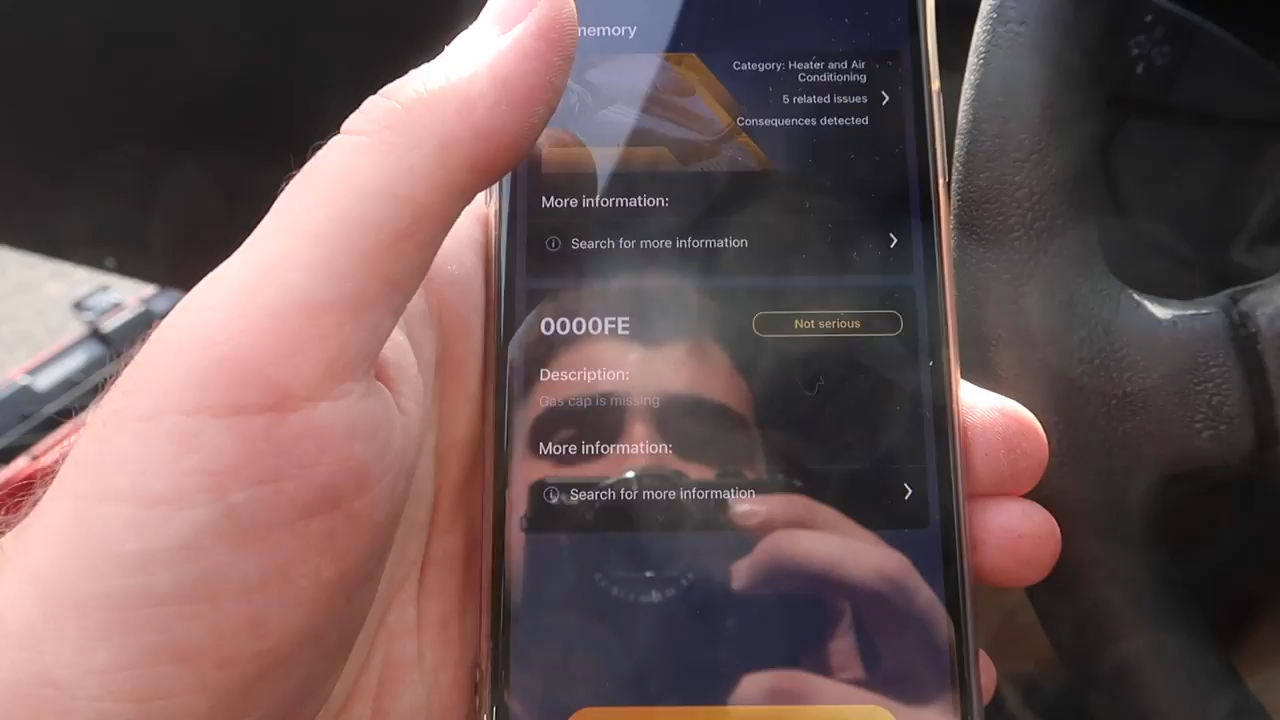 memory
Category: Heater and Air
Conditioning
5 related issues
Consequences detected
More information:
Search for more information
0000FE
Not serious
Description:
Gas cap is missing
More information:
Search for more information